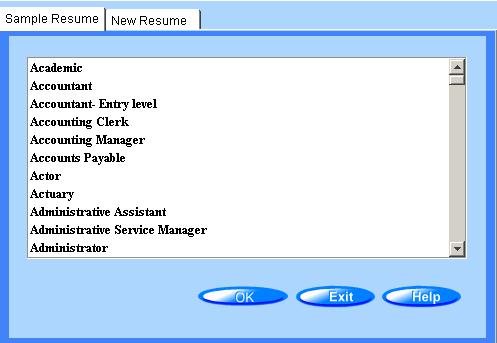 Sample Resume New Resume
Academic
Accountant
Accountant- Entry level
Accounting Clerk
Accounting Manager
Accounts Payable
Actor
Actuary
Administrative Assistant
Administrative Service Manager
Administrator
OK Exit Help